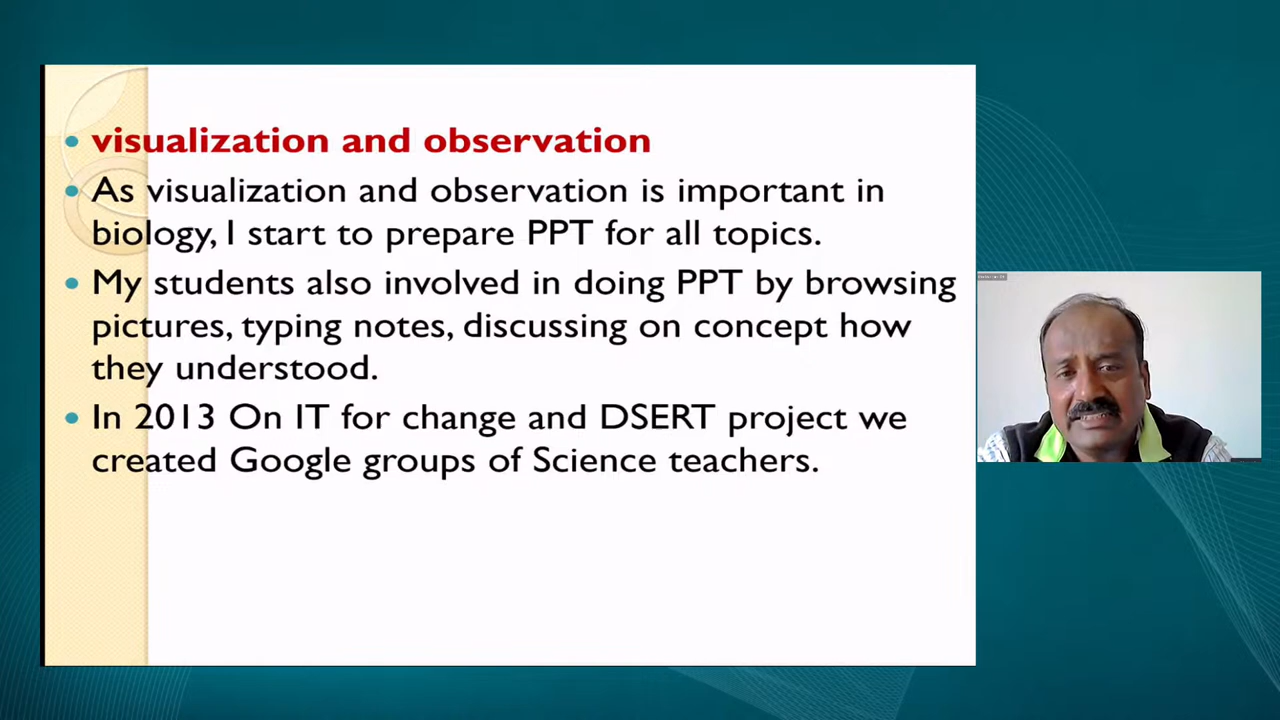 visualization and observation
As visualization and observation is important in
biology, I start to prepare PPT for all topics.
My students also involved in doing PPT by browsing
pictures, typing notes, discussing on concept how
they understood.
In 2013 On IT for change and DSERT project we
created Google groups of Science teachers.